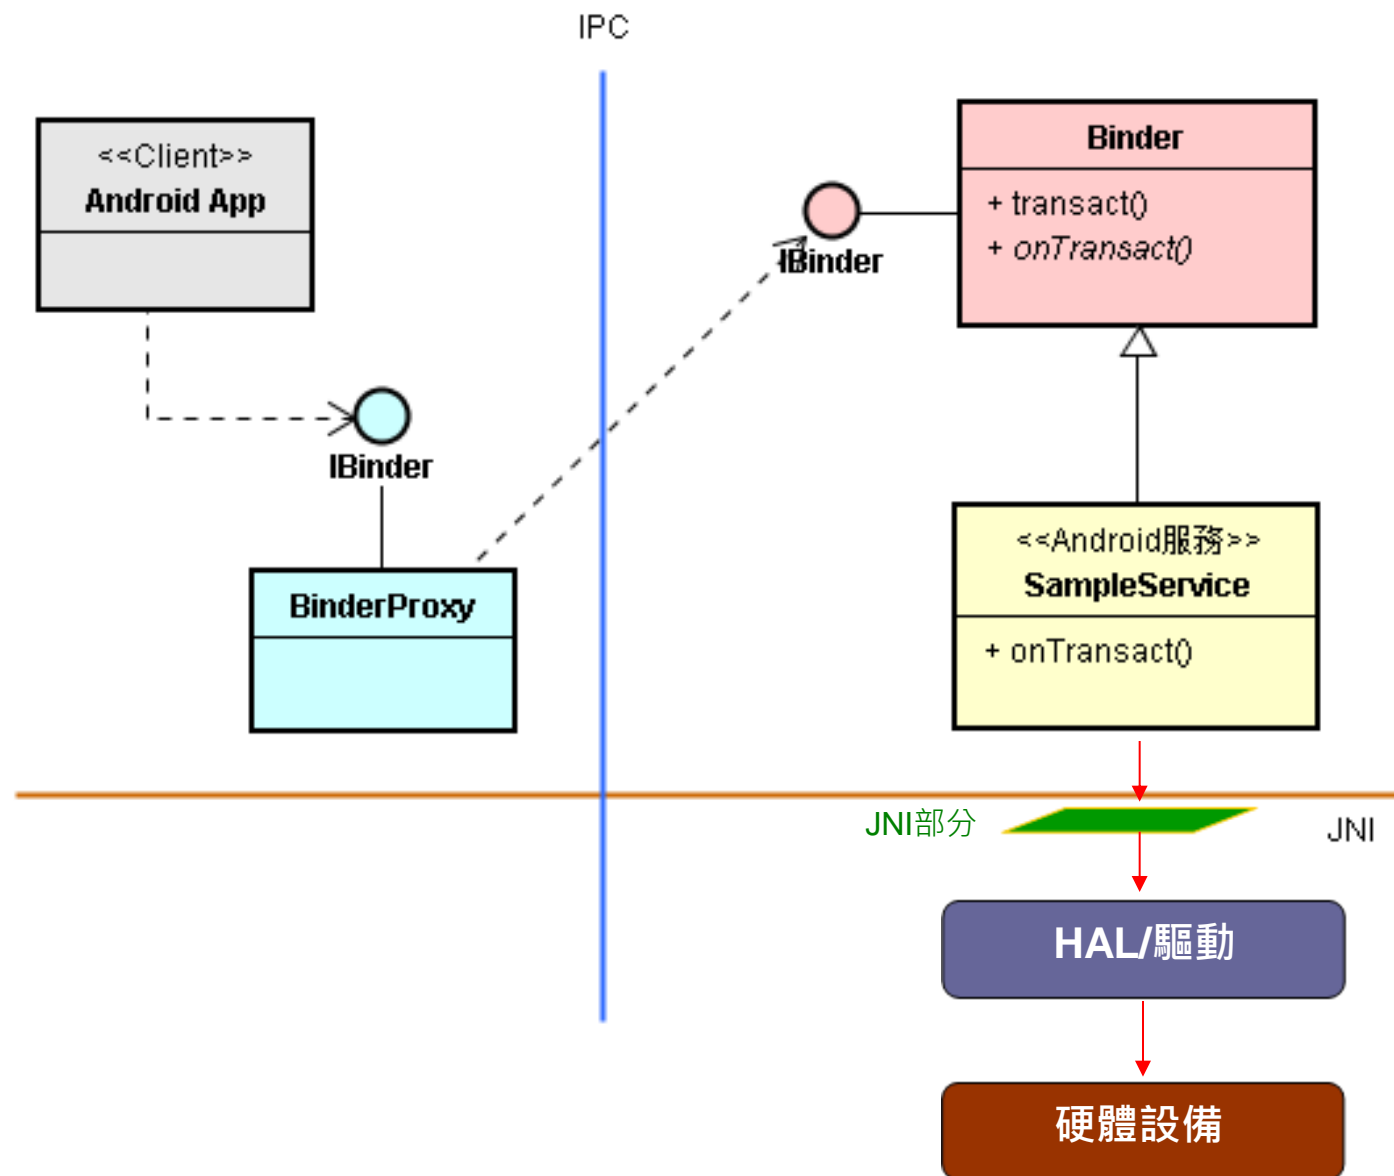 IPC
<<Client>>
Android App
Binder
+ transact()
+ onTransact()
IBinder
IBinder
BinderProxy
<<Android服務>>
SampleService
+ onTransact()
JNI部分
JNI
HAL/驅動
硬體設備